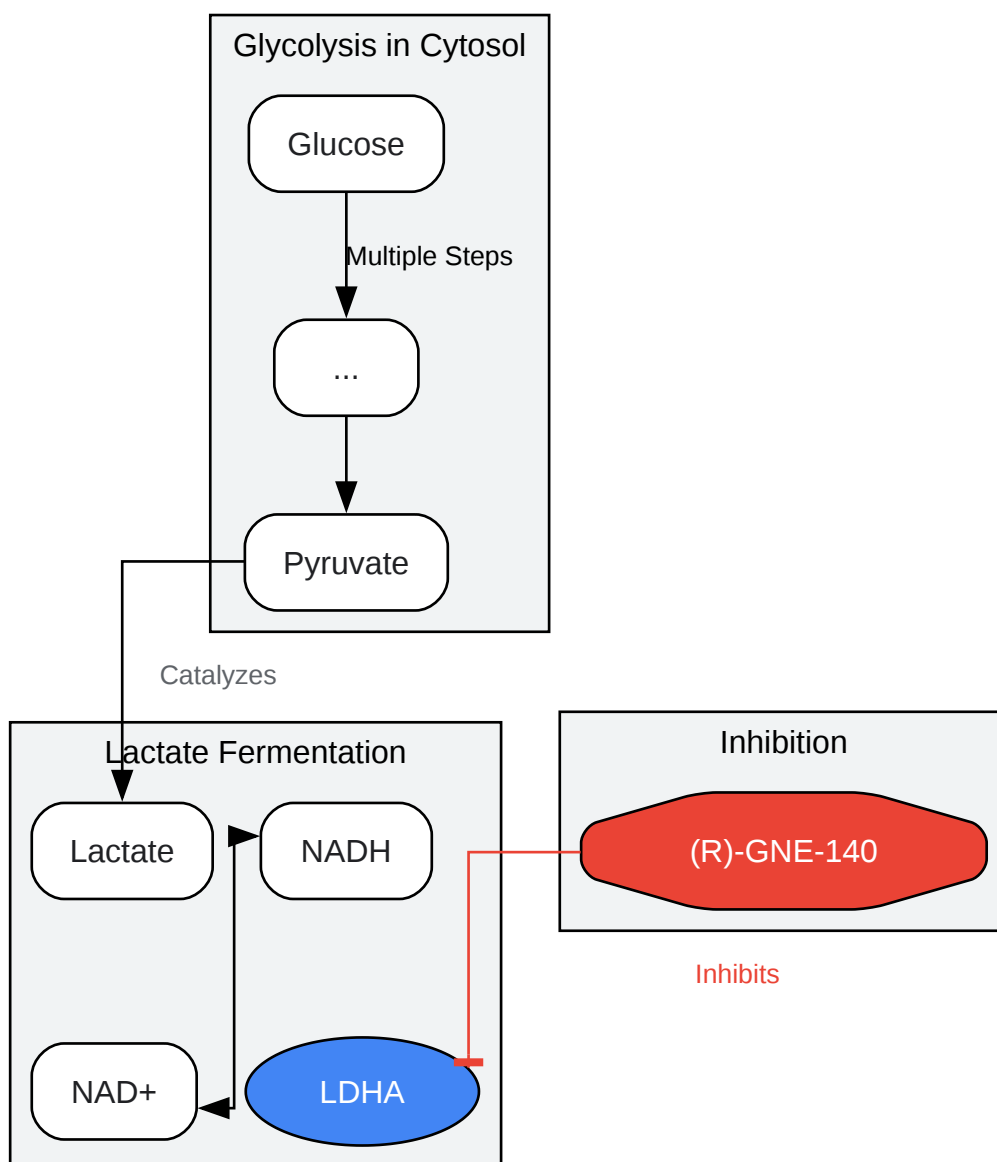 Glycolysis in Cytosol
Glucose
Multiple Steps
...
Pyruvate
Catalyzes
Lactate Fermentation
Lactate
NADH
NAD+
LDHA
Inhibition
(R)-GNE-140
Inhibits